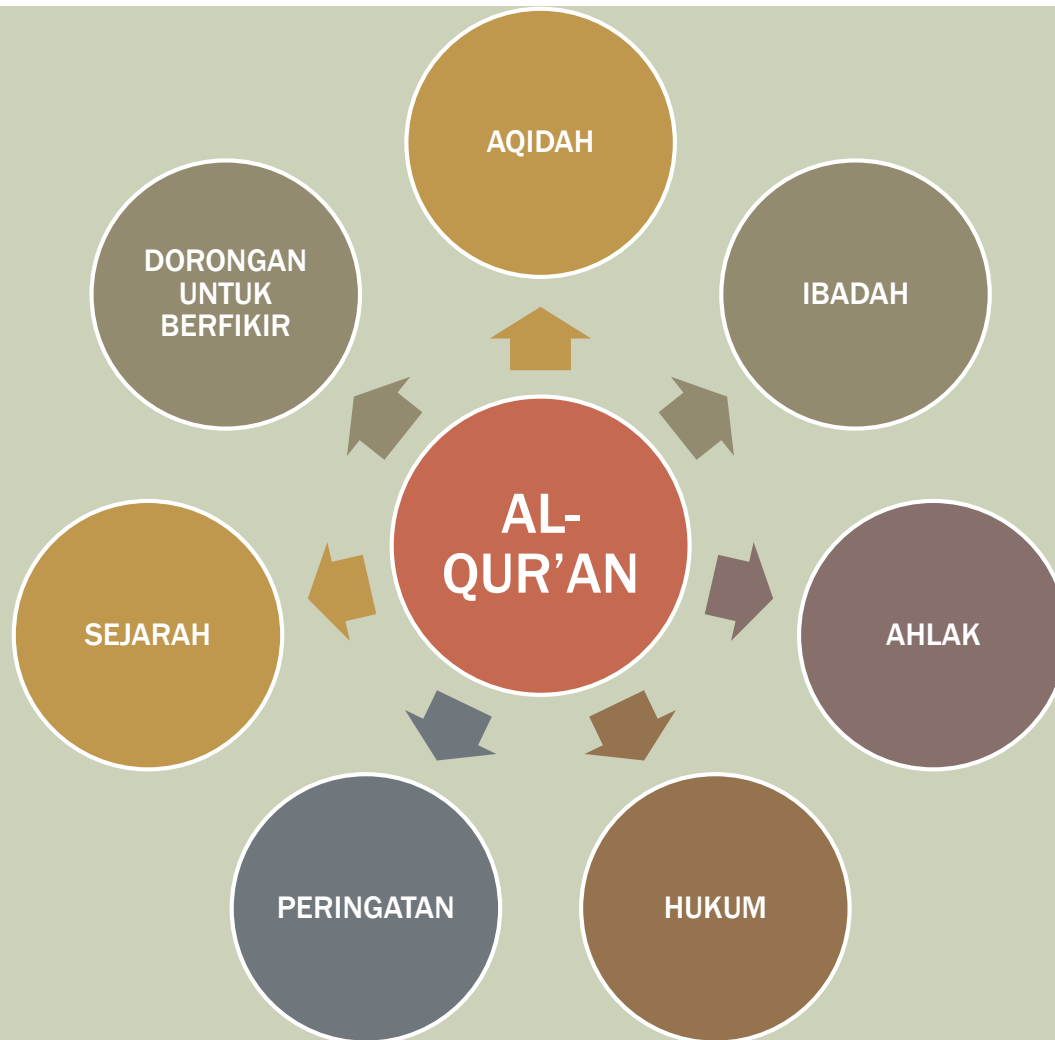 AQIDAH
DORONGAN
UNTUK
BERFIKIR
IBADAH
AL-
QUR’AN
SEJARAH
AHLAK
PERINGATAN
HUKUM